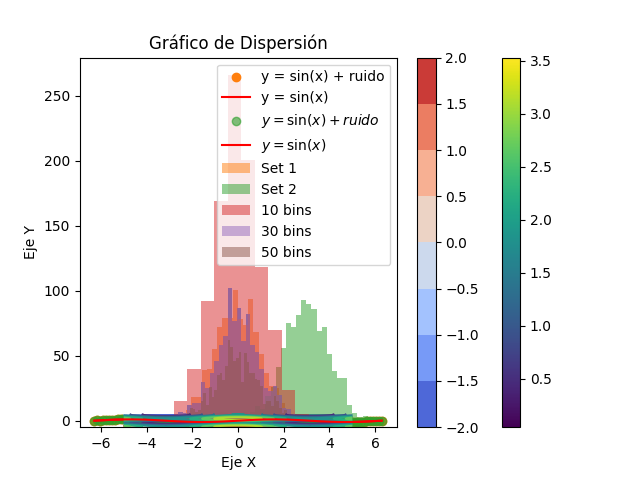 Gráfico de Dispersión
y = sin(x) + ruido
y = sin(x)
y = sin(x) + ruido
y = sin(x)
Set 1
Set 2
10 bins
30 bins
50 bins
Eje Y
250
200
150
100
50
0
−6
−4
−2
0
2
4
6
Eje X
2.0
1.5
1.0
0.5
0.0
−0.5
−1.0
−1.5
−2.0
3.5
3.0
2.5
2.0
1.5
1.0
0.5